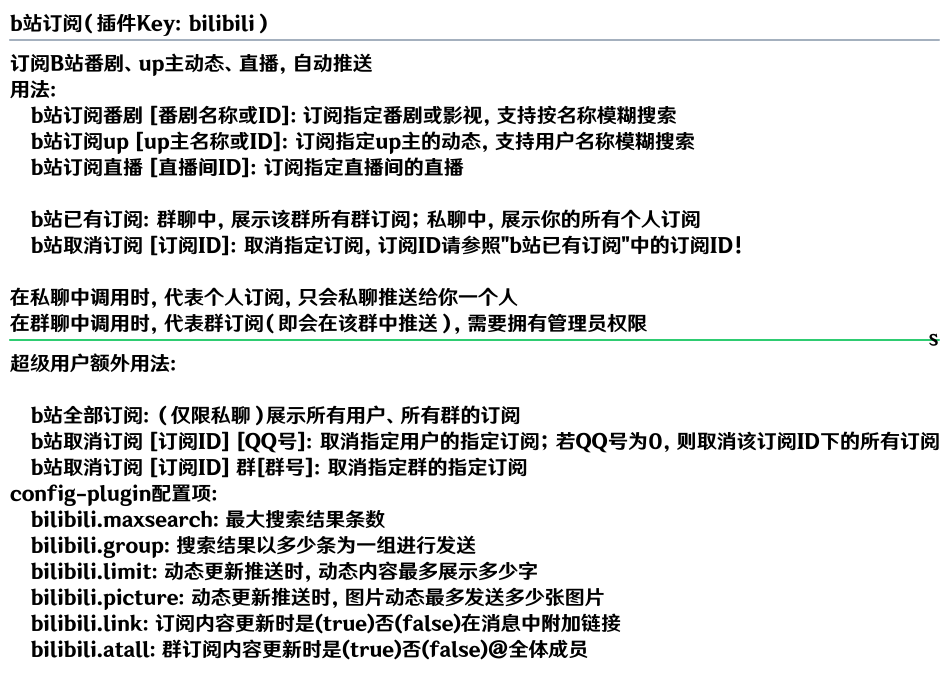 b站订阅(插件Key: bilibili)
订阅B站番剧、up主动态、直播, 自动推送
用法:
b站订阅番剧 [番剧名称或ID]: 订阅指定番剧或影视, 支持按名称模糊搜索
b站订阅up [up主名称或ID]: 订阅指定up主的动态, 支持用户名称模糊搜索
b站订阅直播 [直播间ID]: 订阅指定直播间的直播
b站已有订阅: 群聊中, 展示该群所有群订阅; 私聊中, 展示你的所有个人订阅
b站取消订阅 [订阅ID]: 取消指定订阅, 订阅ID请参照"b站已有订阅"中的订阅ID!
在私聊中调用时, 代表个人订阅, 只会私聊推送给你一个人
在群聊中调用时, 代表群订阅(即会在该群中推送), 需要拥有管理员权限
s
超级用户额外用法:
b站全部订阅: (仅限私聊)展示所有用户、所有群的订阅
b站取消订阅 [订阅ID] [QQ号]: 取消指定用户的指定订阅; 若QQ号为0, 则取消该订阅ID下的所有订阅
b站取消订阅 [订阅ID] 群[群号]: 取消指定群的指定订阅
config-plugin配置项:
bilibili.maxsearch: 最大搜索结果条数
bilibili.group: 搜索结果以多少条为一组进行发送
bilibili.limit: 动态更新推送时, 动态内容最多展示多少字
bilibili.picture: 动态更新推送时, 图片动态最多发送多少张图片
bilibili.link: 订阅内容更新时是(true)否(false)在消息中附加链接
bilibili.atall: 群订阅内容更新时是(true)否(false)@全体成员